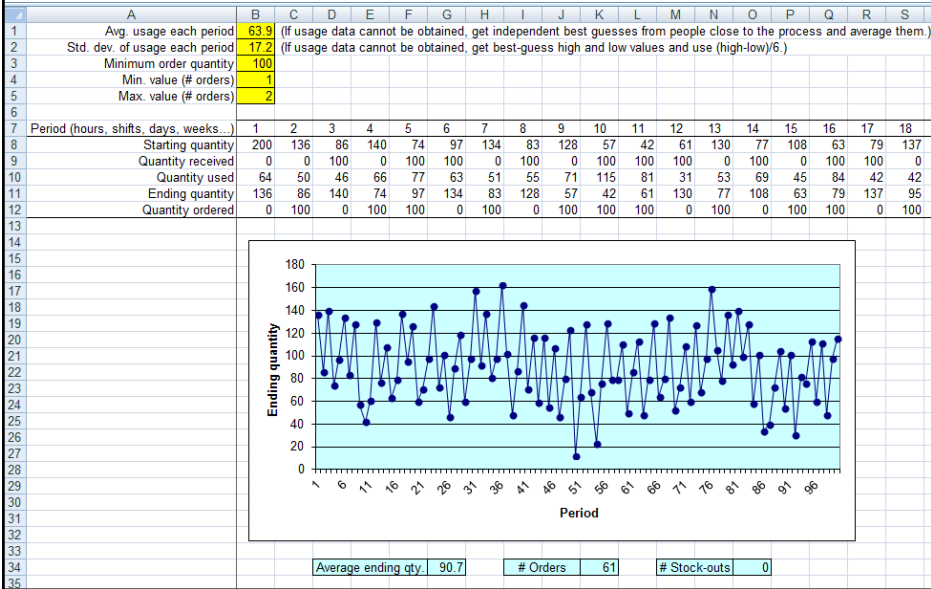 A B C D E F G H I J K L M N O P Q R S
1 Avg. usage each period 63.9 (If usage data cannot be obtained, get independent best guesses from people close to the process and average them.)
2 Std. dev. of usage each period 17.2 (If usage data cannot be obtained, get best-guess high and low values and use (high-low)/6.)
3 Minimum order quantity 100
4 Min. value (# orders) 1
5 Max. value (# orders) 2
6
7 Period (hours, shifts, days, weeks...) 1 2 3 4 5 6 7 8 9 10 11 12 13 14 15 16 17 18
8 Starting quantity 200 136 86 140 74 97 134 83 128 57 42 61 130 77 108 63 79 137
9 Quantity received 0 0 100 0 100 100 0 100 0 100 100 100 0 100 0 100 100 0
10 Quantity used 64 50 46 66 77 63 51 55 71 115 81 31 53 69 45 84 42 42
11 Ending quantity 136 86 140 74 97 134 83 128 57 42 61 130 77 108 63 79 137 95
12 Quantity ordered 0 100 0 100 100 0 100 0 100 100 100 0 100 0 100 100 0 100
13
14
15 180
16 160
17
18 140
19 120
20 100
21
22 80
23 60
24
25 40
26 20
27
28 0
Ending quantity
29 1 6 11 16 21 26 31 36 41 46 51 56 61 66 71 76 81 86 91 96
30
31 Period
32
33
34 Average ending qty. 90.7 # Orders 61 # Stock-outs 0
35